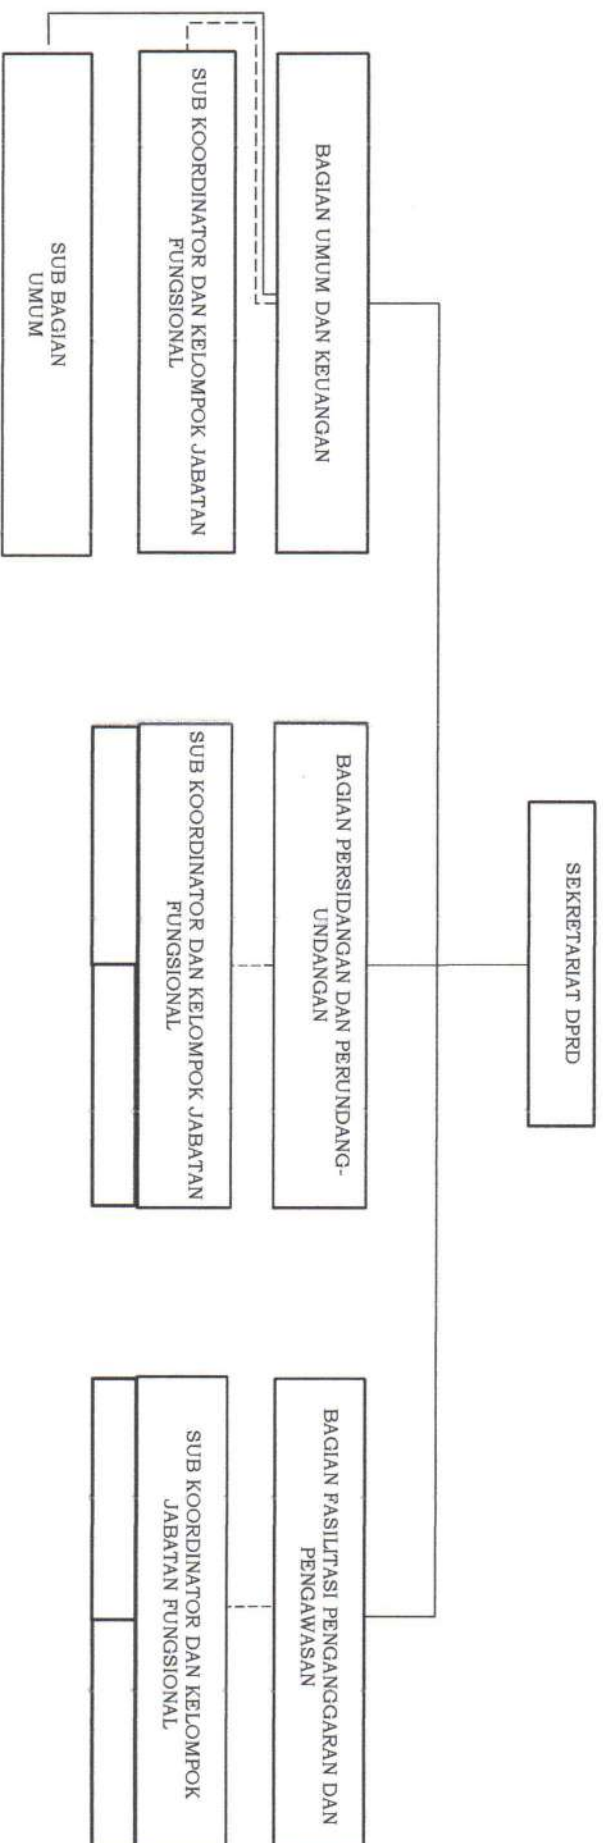 SEKRETARIAT DPRD
BAGIAN UMUM DAN KEUANGAN
SUB KOORDINATOR DAN KELOMPOK JABATAN
FUNGSIONAL
SUB BAGIAN
UMUM
BAGIAN PERSIDANGAN DAN PERUNDANG-
UNDANGAN
SUB KOORDINATOR DAN KELOMPOK JABATAN
FUNGSIONAL
BAGIAN FASILITASI PENGANGGARAN DAN
PENGAWASAN
SUB KOORDINATOR DAN KELOMPOK
JABATAN FUNGSIONAL